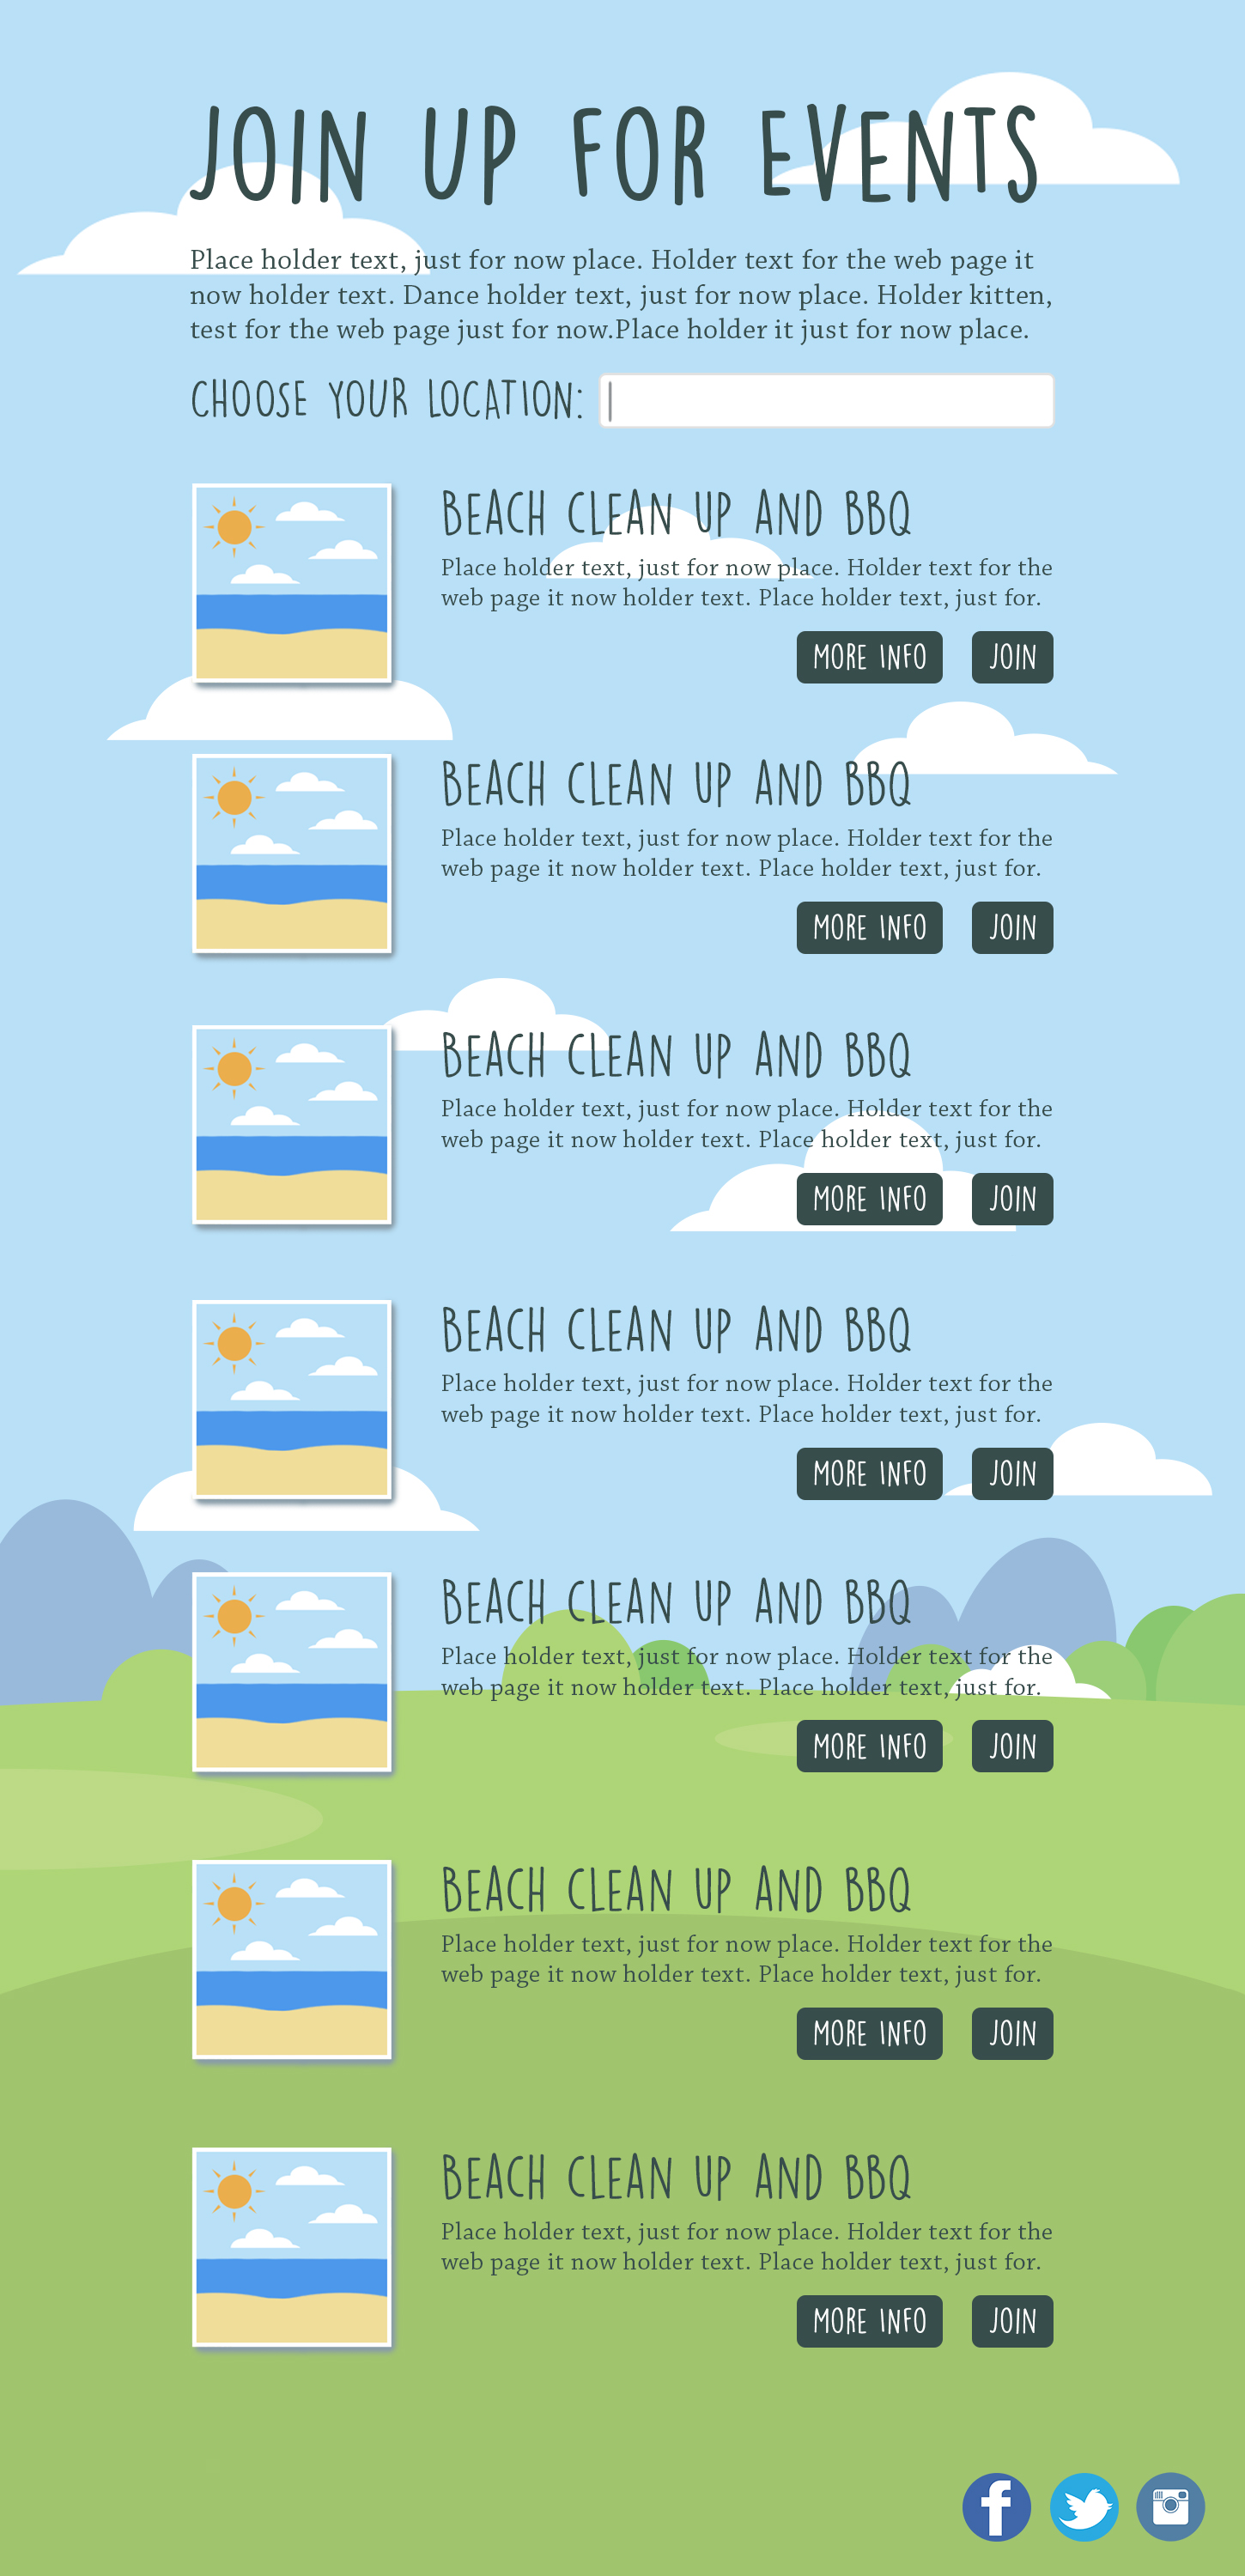 JOIN UP FOR EVENTS
Place holder text, just for now place. Holder text for the web page it
now holder text. Dance holder text, just for now place. Holder kitten,
test for the web page just for now.Place holder it just for now place.
CHOOSE YOUR LOCATION:
BEACH CLEAN UP AND BBQ
Place holder text, just for now place. Holder text for the
web page it now holder text. Place holder text, just for.
MORE INFO JOIN
BEACH CLEAN UP AND BBQ
Place holder text, just for now place. Holder text for the
web page it now holder text. Place holder text, just for.
MORE INFO JOIN
BEACH CLEAN UP AND BBQ
Place holder text, just for now place. Holder text for the
web page it now holder text. Place holder text, just for.
MORE INFO JOIN
BEACH CLEAN UP AND BBQ
Place holder text, just for now place. Holder text for the
web page it now holder text. Place holder text, just for.
MORE INFO JOIN
BEACH CLEAN UP AND BBQ
Place holder text, just for now place. Holder text for the
web page it now holder text. Place holder text, just for.
MORE INFO JOIN
BEACH CLEAN UP AND BBQ
Place holder text, just for now place. Holder text for the
web page it now holder text. Place holder text, just for.
MORE INFO JOIN
BEACH CLEAN UP AND BBQ
Place holder text, just for now place. Holder text for the
web page it now holder text. Place holder text, just for.
MORE INFO JOIN